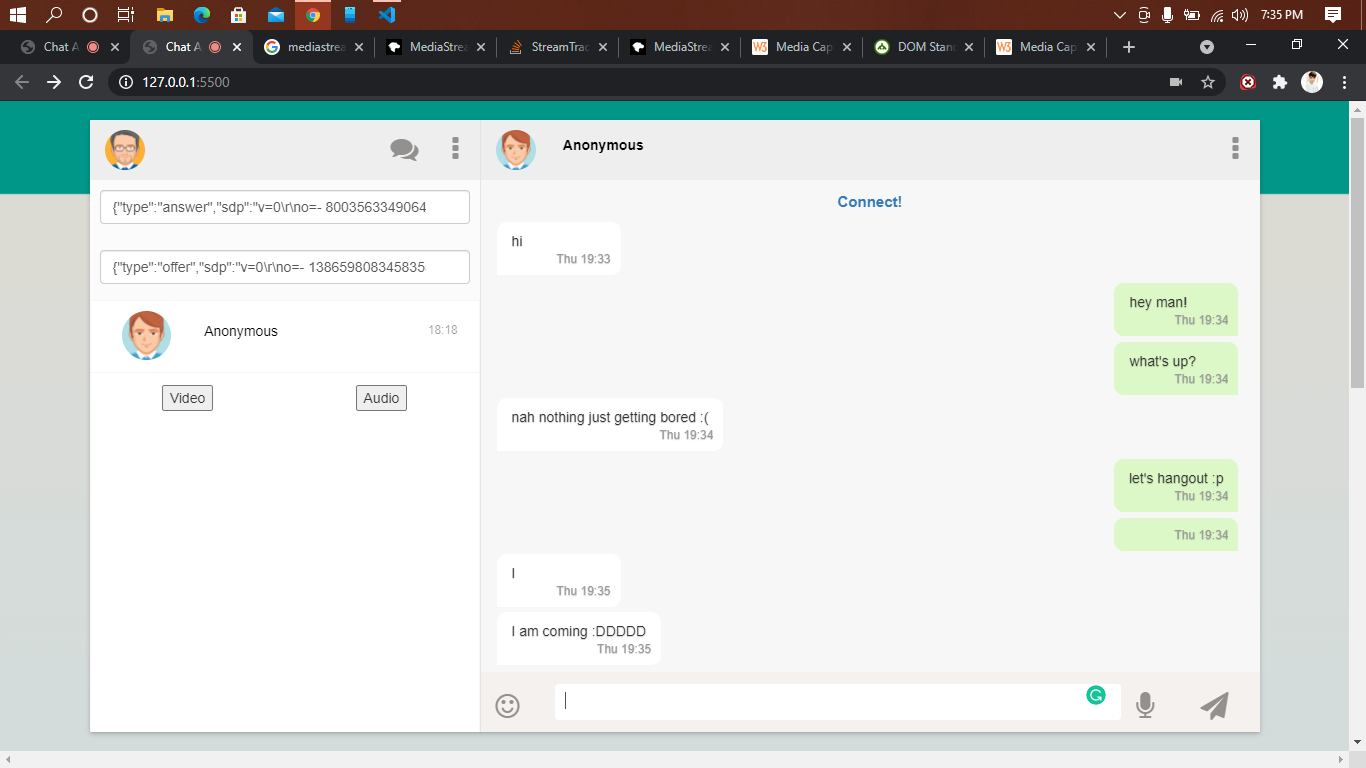 7:35 PM
Chat A
Chat A
mediastrea
MediaStrea
StreamTrac
MediaStrea
Media Cap
DOM Stan
Media Cap
127.0.0.1:5500
Anonymous
{"type":"answer","sdp":"v=0\r\no=- 8003563349064
{"type":"offer","sdp":"v=0\r\no=- 138659808345835
Anonymous
18:18
Video
Audio
Connect!
hi
Thu 19:33
hey man!
Thu 19:34
what's up?
Thu 19:34
nah nothing just getting bored :(
Thu 19:34
let's hangout :p
Thu 19:34
Thu 19:34
I
Thu 19:35
I am coming :DDDDD
Thu 19:35